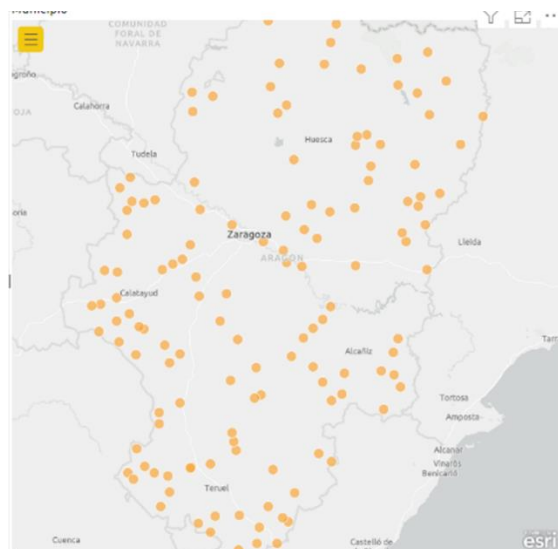 Municipio
COMUNIDAD
FORAL DE
NAVARRA
Calahorra
Tudela
Huesca
Zaragoza
ARAGÓN
Lleida
Calatayud
Alcañiz
Tortosa
Amposta
Alcanar
Vinaròs
Benicarló
Teruel
Cuenca
Castelló de
esri